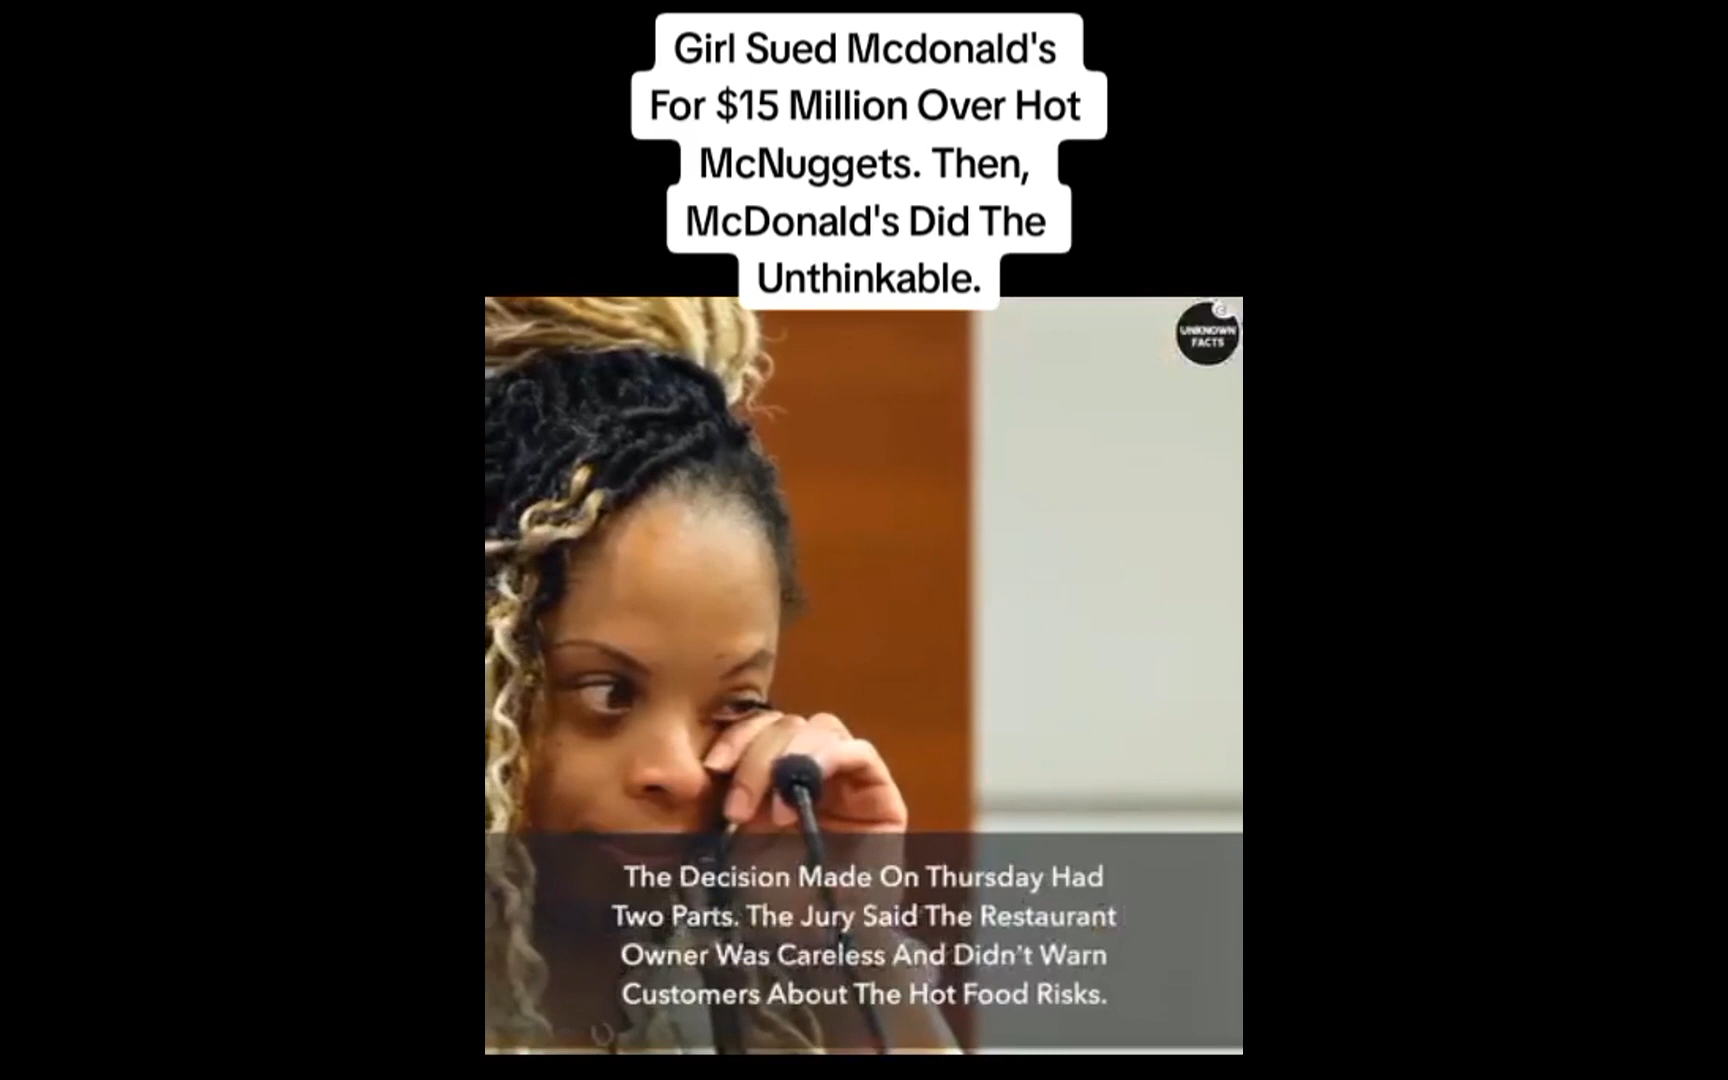 Girl Sued Mcdonald's
For $15 Million Over Hot
McNuggets. Then,
McDonald's Did The
Unthinkable.
UNKNOWN
FACTS
The Decision Made On Thursday Had
Two Parts. The Jury Said The Restaurant
Owner Was Careless And Didn't Warn
Customers About The Hot Food Risks.